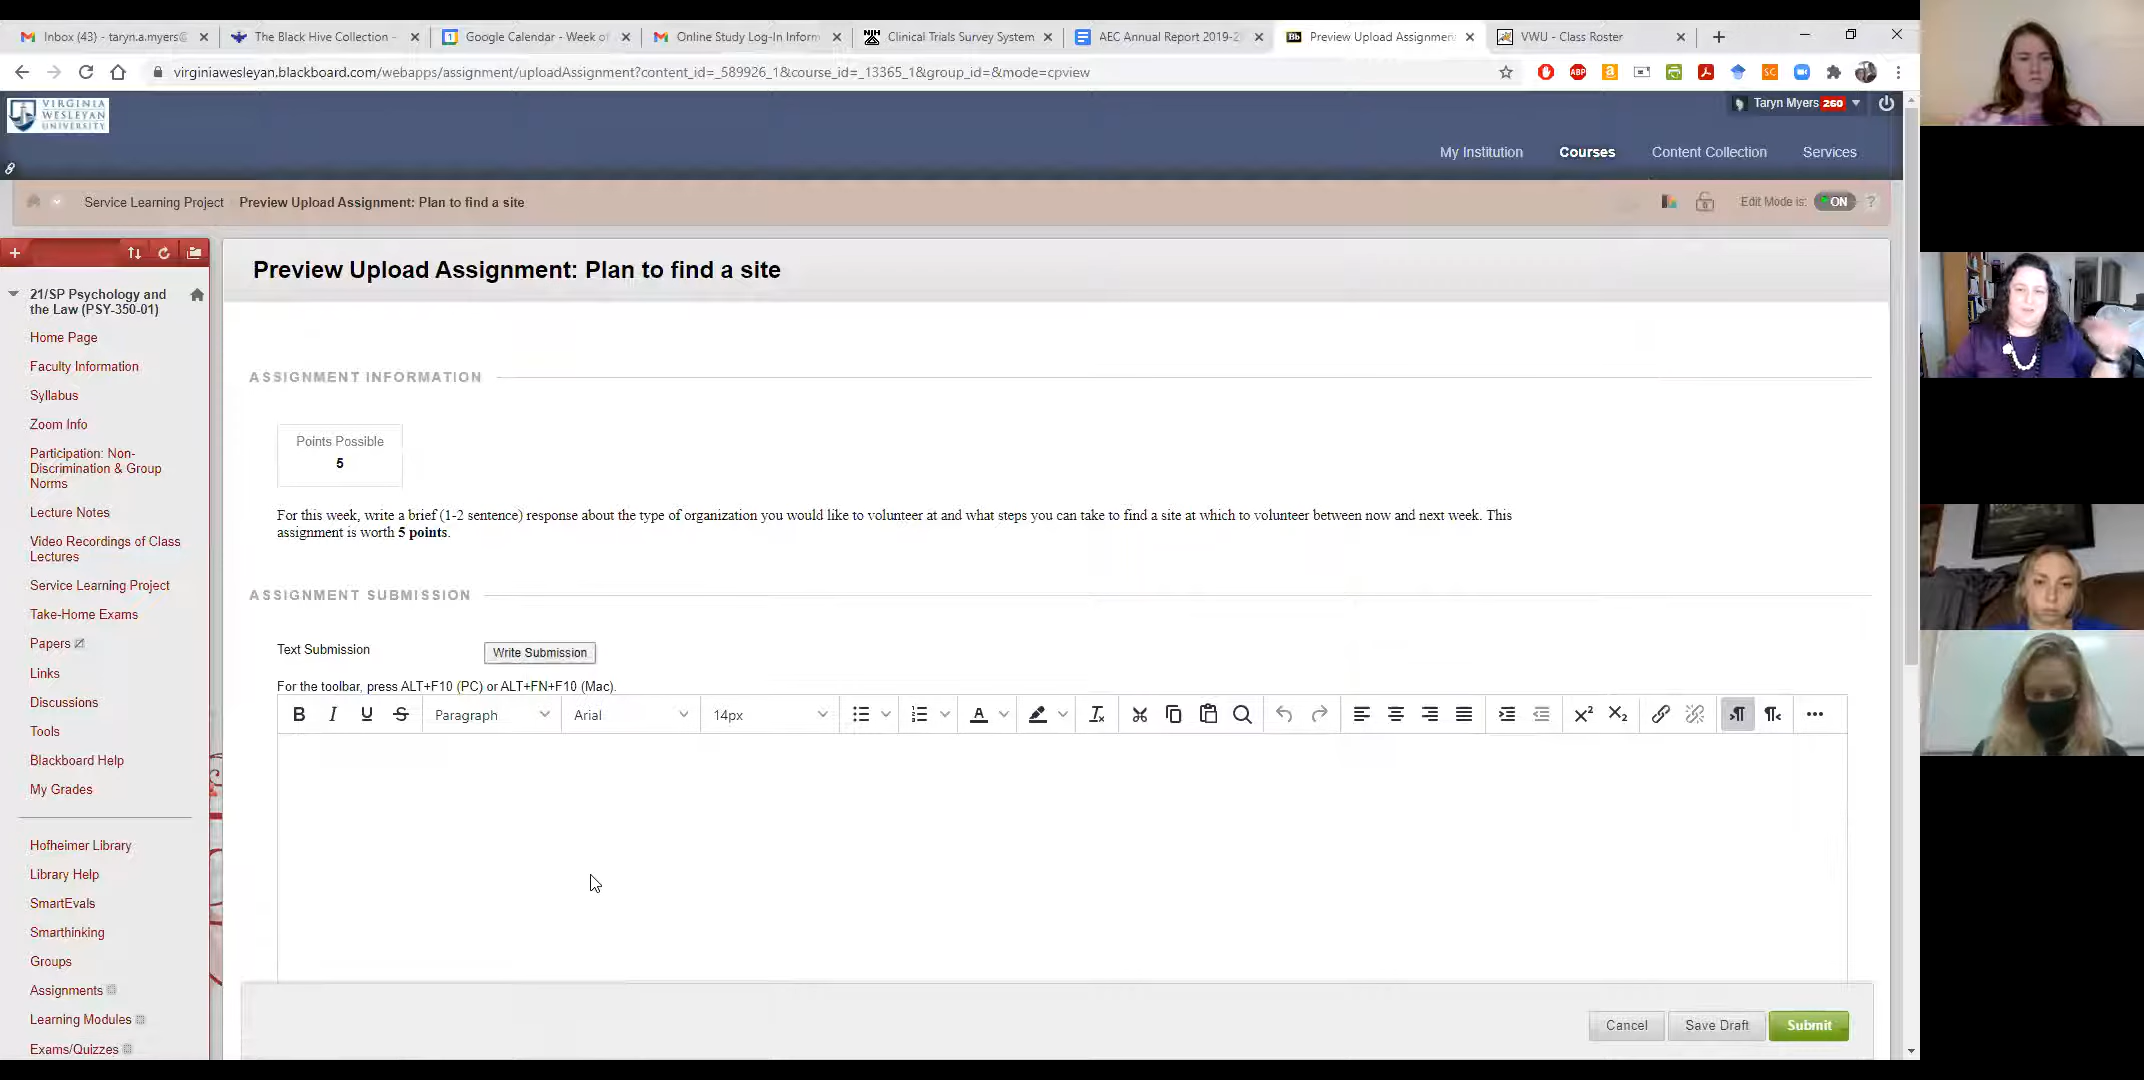 Inbox (43) - taryn.a.myers@
The Black Hive Collection -
Google Calendar - Week of
Online Study Log-In Inform
Clinical Trials Survey System
AEC Annual Report 2019-2
Preview Upload Assignment
VWU - Class Roster
virginiawesleyan.blackboard.com/webapps/assignment/uploadAssignment?content_id=_589926_1&course_id=_13365_1&group_id=&mode=cpview
VIRGINIA
WESLEYAN
UNIVERSITY
Taryn Myers 260
My Institution
Courses
Content Collection
Services
Service Learning Project
Preview Upload Assignment: Plan to find a site
Edit Mode is: ON
Preview Upload Assignment: Plan to find a site
21/SP Psychology and
the Law (PSY-350-01)
Home Page
Faculty Information
Syllabus
Zoom Info
Participation: Non-
Discrimination & Group
Norms
Lecture Notes
Video Recordings of Class
Lectures
Service Learning Project
Take-Home Exams
Papers
Links
Discussions
Tools
Blackboard Help
My Grades
Hofheimer Library
Library Help
SmartEvals
Smarthinking
Groups
Assignments
Learning Modules
Exams/Quizzes
ASSIGNMENT INFORMATION
Points Possible
5
For this week, write a brief (1-2 sentence) response about the type of organization you would like to volunteer at and what steps you can take to find a site at which to volunteer between now and next week. This
assignment is worth 5 points.
ASSIGNMENT SUBMISSION
Text Submission
Write Submission
For the toolbar, press ALT+F10 (PC) or ALT+FN+F10 (Mac).
Paragraph
Arial
14px
Cancel
Save Draft
Submit